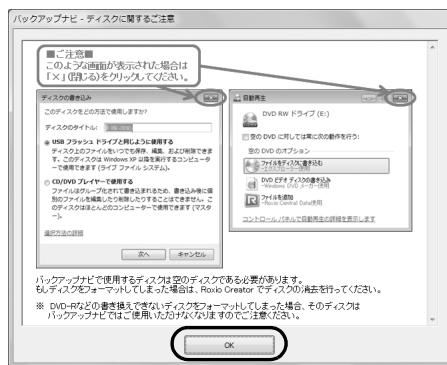 バックアップナビ - ディスクに関するご注意
■ご注意■
このような画面が表示された場合は
「×」(閉じる)をクリックしてください。
ディスクの書き込み
このディスクをどの方法で使用しますか?
ディスクのタイトル:
USB フラッシュ ドライブと同じように使用する
ディスク上のファイルをいつでも保存、編集、および削除できま
す。このディスクは Windows XP 以降を実行するコンピュータ
ーで使用できます (ライブ ファイル システム)。
CD/DVD プレイヤーで使用する
ファイルはグループ化されて書き込まれるため、書き込み後に個
別のファイルを編集したり削除したりすることはできません。こ
のディスクはほとんどのコンピューターで使用できます (マスタ
ー)。
選択方法の詳細
次へ
キャンセル
自動再生
DVD RW ドライブ (E:)
空の DVD に対しては常に次の動作を行う:
空の DVD のオプション
ファイルをディスクに書き込む
-エクスプローラー使用
DVD ビデオ ディスクの書き込み
-Windows DVD メーカー使用
ファイルを追加
-Roxio Central Data使用
コントロール パネルで自動再生の詳細を表示します
バックアップナビで使用するディスクは空のディスクである必要があります。
もしディスクをフォーマットしてしまった場合は、Roxio Creator でディスクの消去を行ってください。
※ DVD-Rなどの書き換えできないディスクをフォーマットしてしまった場合、そのディスクは
バックアップナビではご使用いただけなくなりますのでご注意ください。
OK